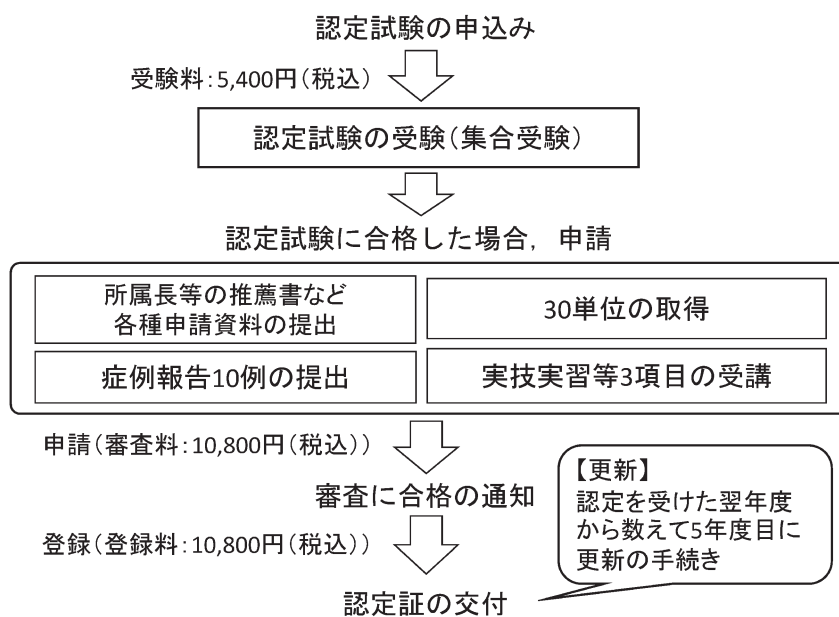 認定試験の申込み
受験料:5,400円(税込)
認定試験の受験(集合受験)
認定試験に合格した場合，申請
所属長等の推薦書など
各種申請資料の提出
30単位の取得
症例報告10例の提出
実技実習等3項目の受講
申請(審査料:10,800円(税込))
審査に合格の通知
登録(登録料:10,800円(税込))
【更新】
認定を受けた翌年度
から数えて5年度目に
更新の手続き
認定証の交付